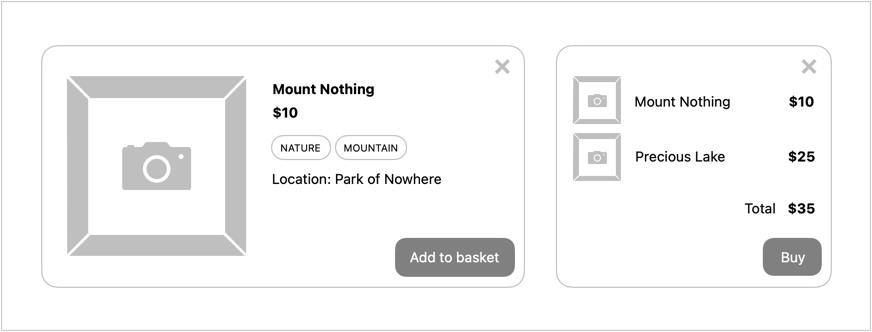 Mount Nothing
$10
NATURE MOUNTAIN
Location: Park of Nowhere
Add to basket
Mount Nothing $10
Precious Lake $25
Total $35
Buy